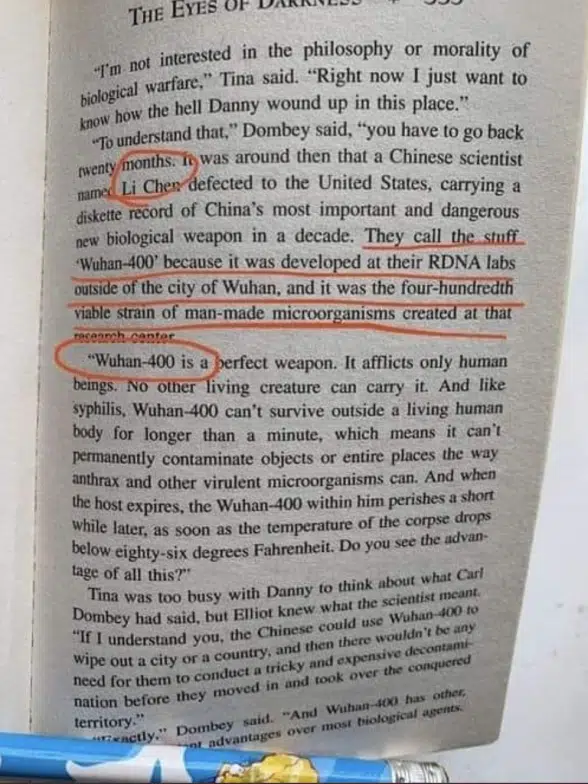 THE EYES OF DARKNESS
"I'm not interested in the philosophy or morality of
biological warfare," Tina said. "Right now I just want to
know how the hell Danny wound up in this place."
"To understand that," Dombey said, "you have to go back
twenty months. It was around then that a Chinese scientist
named Li Chen defected to the United States, carrying a
diskette record of China's most important and dangerous
new biological weapon in a decade. They call the stuff
'Wuhan-400' because it was developed at their RDNA labs
outside of the city of Wuhan, and it was the four-hundredth
viable strain of man-made microorganisms created at that
research center.
"Wuhan-400 is a perfect weapon. It afflicts only human
beings. No other living creature can carry it. And like
syphilis, Wuhan-400 can't survive outside a living human
body for longer than a minute, which means it can't
permanently contaminate objects or entire places the way
anthrax and other virulent microorganisms can. And when
the host expires, the Wuhan-400 within him perishes a short
while later, as soon as the temperature of the corpse drops
below eighty-six degrees Fahrenheit. Do you see the advan-
tage of all this?"
Tina was too busy with Danny to think about what Carl
Dombey had said, but Elliot knew what the scientist meant.
"If I understand you, the Chinese could use Wuhan-400 to
wipe out a city or a country, and then there wouldn't be any
need for them to conduct a tricky and expensive decontami-
nation before they moved in and took over the conquered
territory."
"Exactly," Dombey said. "And Wuhan-400 has other,
advantages over most biological agents.